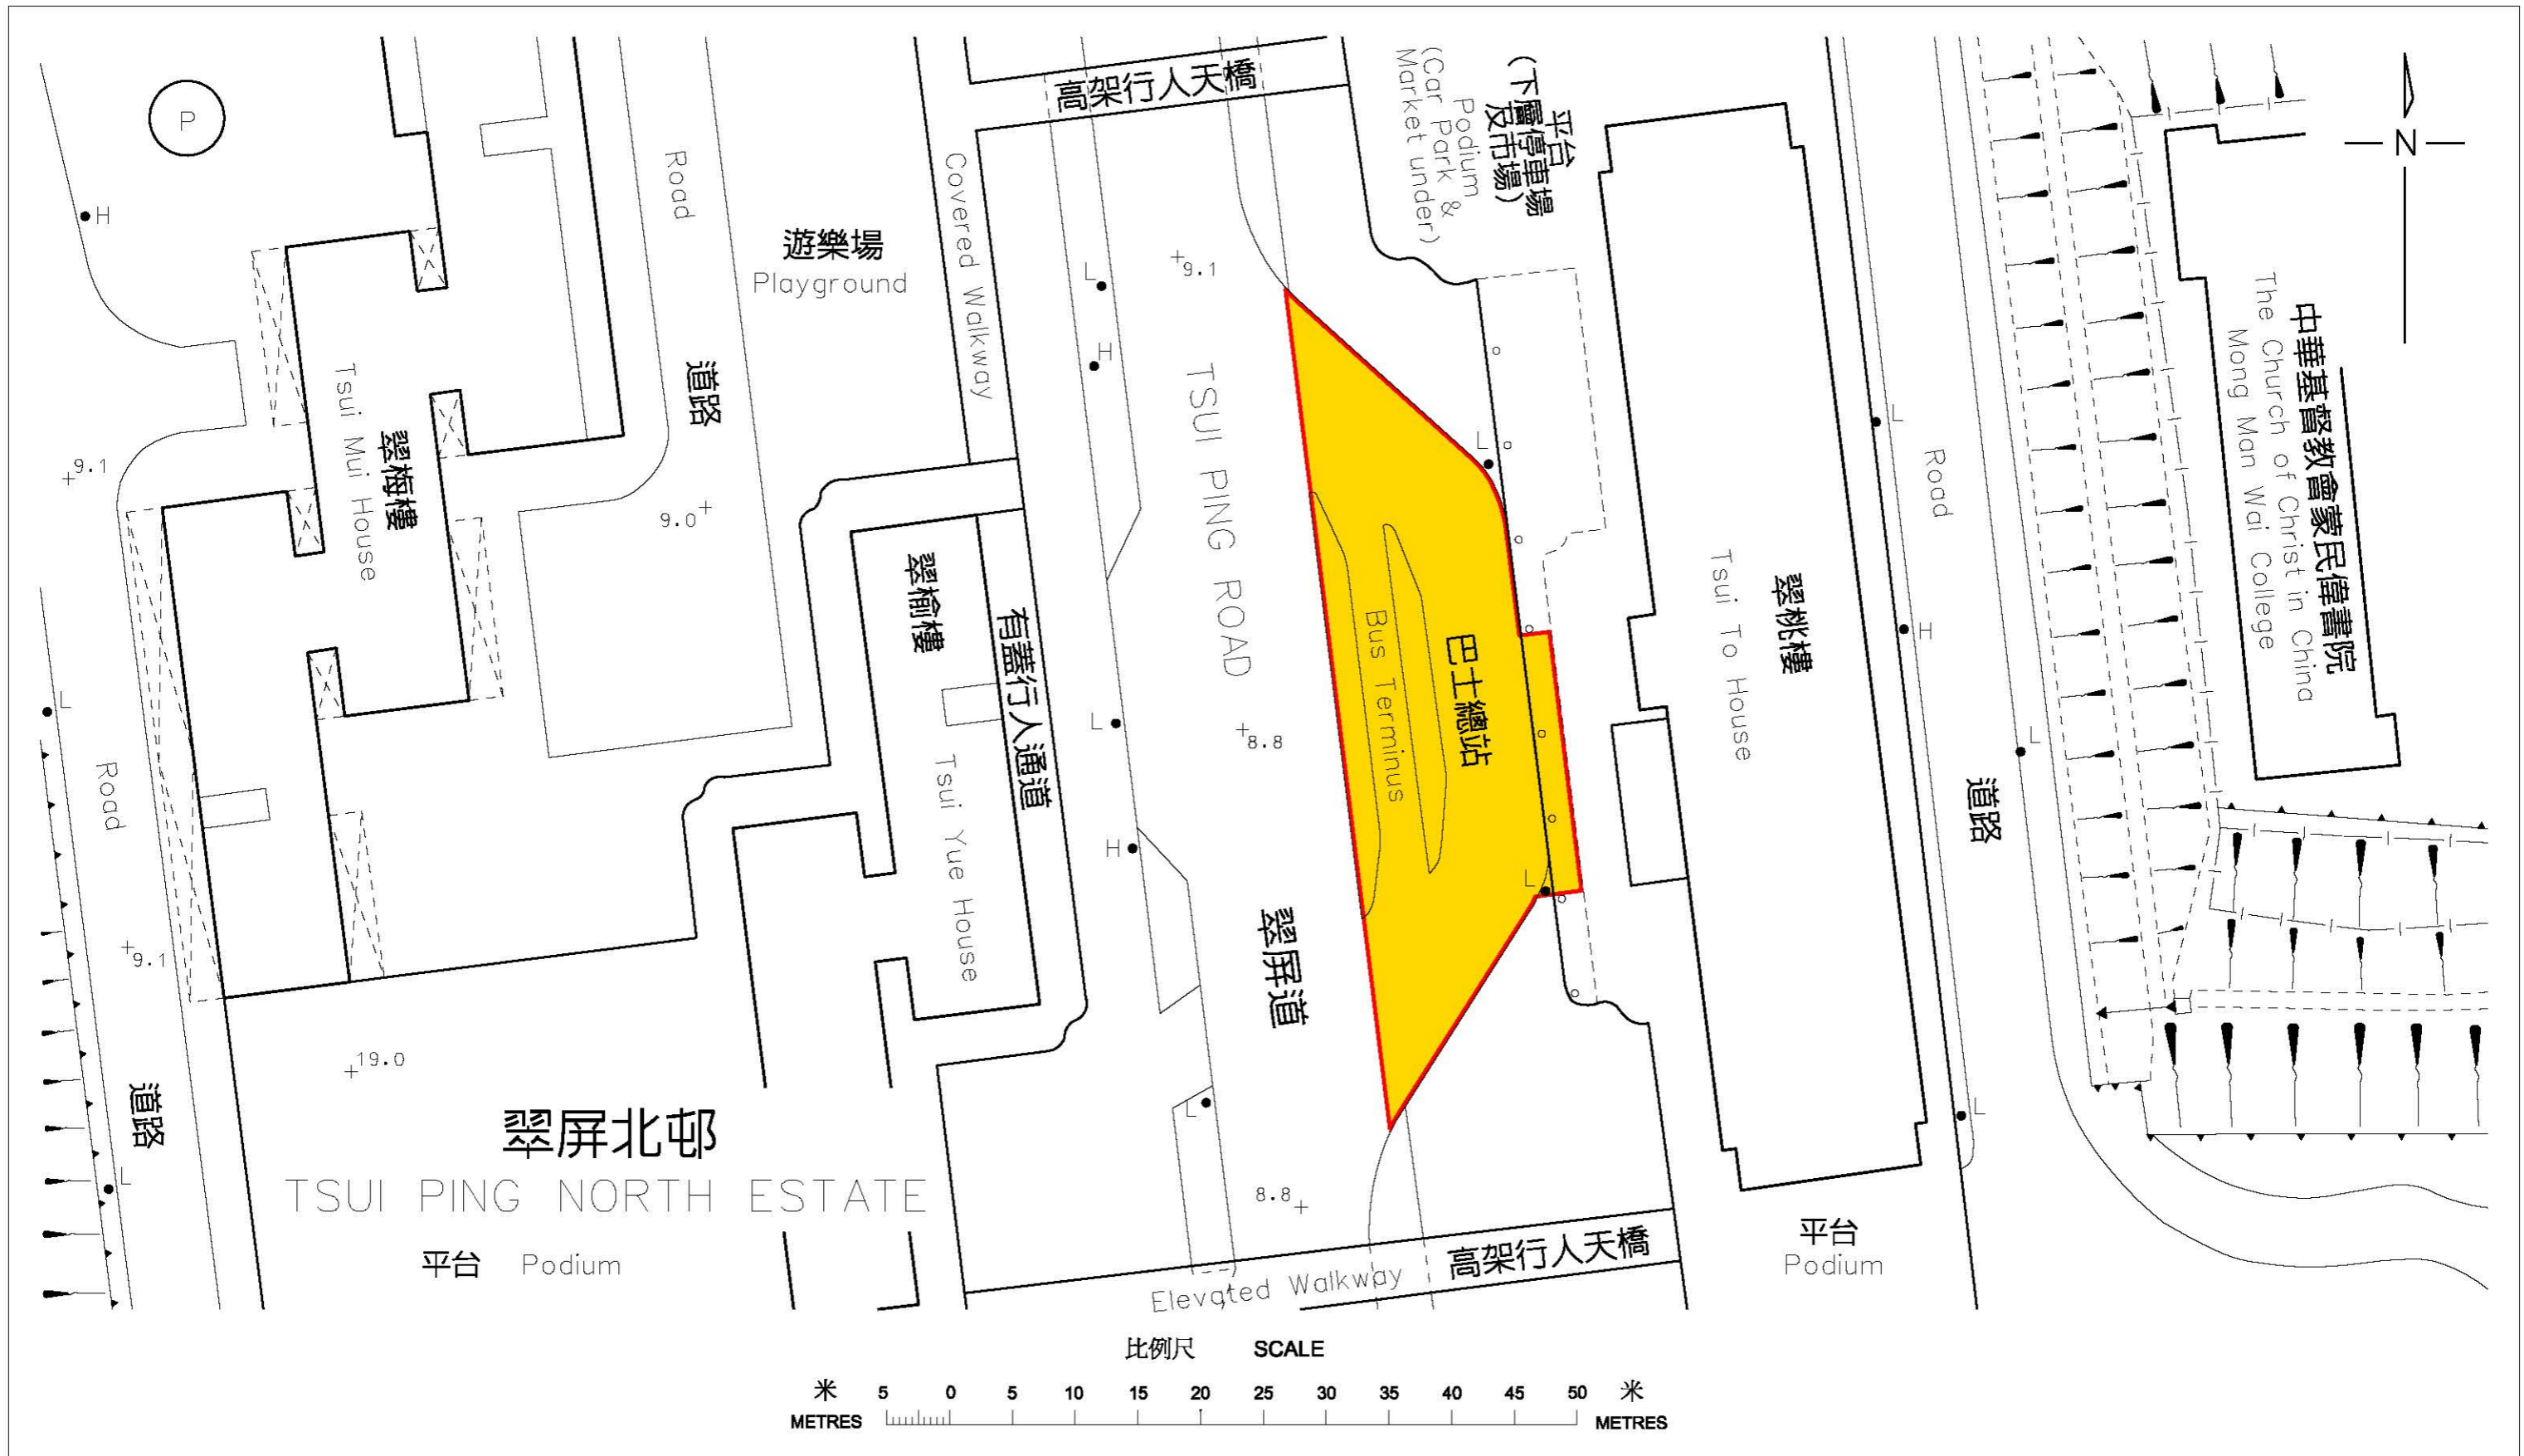 P
H
高架行人天橋
平台
(下層停車場
及市場)
Podium
(Car Park &
Market under)
N
Road
遊樂場
Playground
Covered Walkway
L
9.1
H
TSUI PING ROAD
道路
翠梅樓
Tsui Mui House
9.1
9.0
L
L
Road
中華基督教會蒙民偉書院
The Church of Christ in China
Mong Man Wai College
翠榆樓
Tsui Yue House
有蓋行人通道
巴士總站
Bus Terminus
翠桃樓
Tsui To House
H
L
L
L
8.8
Road
道路
H
L
翠屏道
9.1
19.0
道路
L
翠屏北邨
TSUI PING NORTH ESTATE
平台 Podium
L
L
8.8
高架行人天橋
Elevated Walkway
平台
Podium
比例尺 SCALE
米 5 0 5 10 15 20 25 30 35 40 45 50 米
METRES METRES